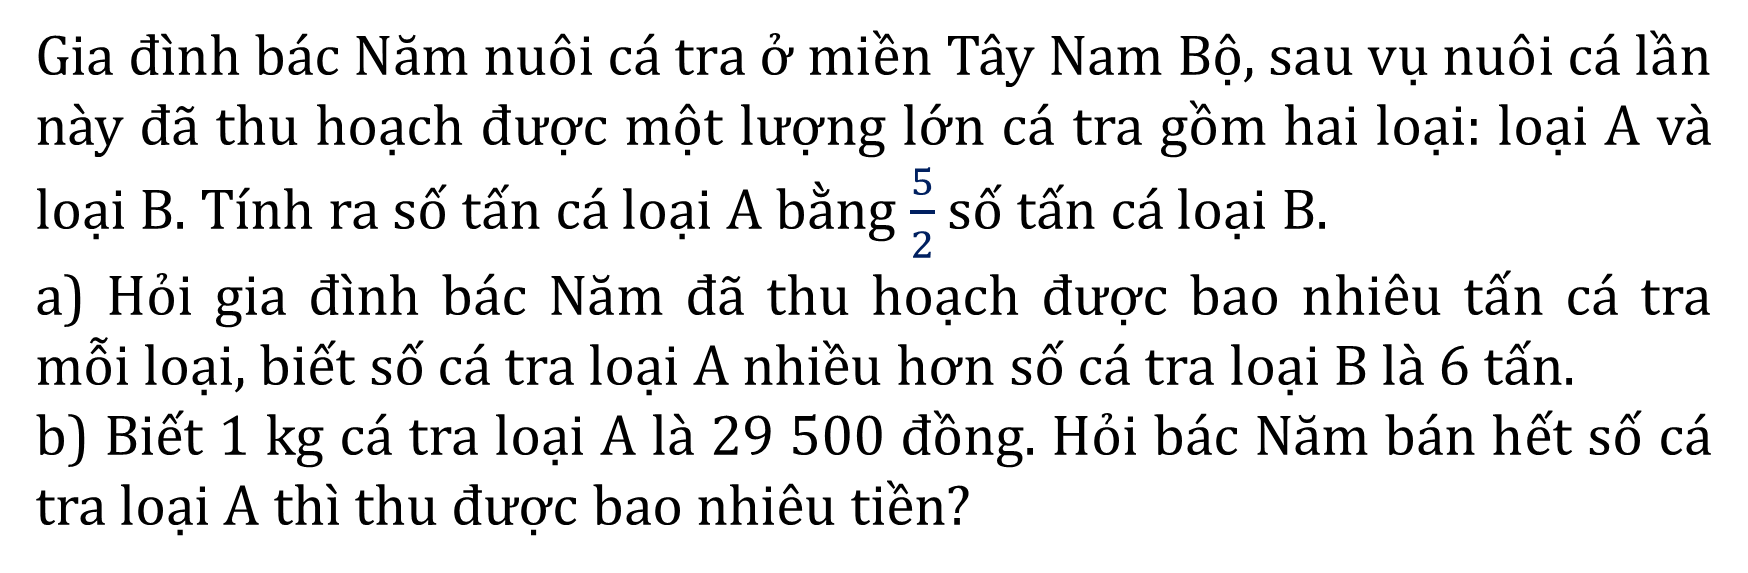 Gia đình bác Năm nuôi cá tra ở miền Tây Nam Bộ, sau vụ nuôi cá lần
này đã thu hoạch được một lượng lớn cá tra gồm hai loại: loại A và
loại B. Tính ra số tấn cá loại A bằng 5/2 số tấn cá loại B.
a) Hỏi gia đình bác Năm đã thu hoạch được bao nhiêu tấn cá tra
mỗi loại, biết số cá tra loại A nhiều hơn số cá tra loại B là 6 tấn.
b) Biết 1 kg cá tra loại A là 29 500 đồng. Hỏi bác Năm bán hết số cá
tra loại A thì thu được bao nhiêu tiền?